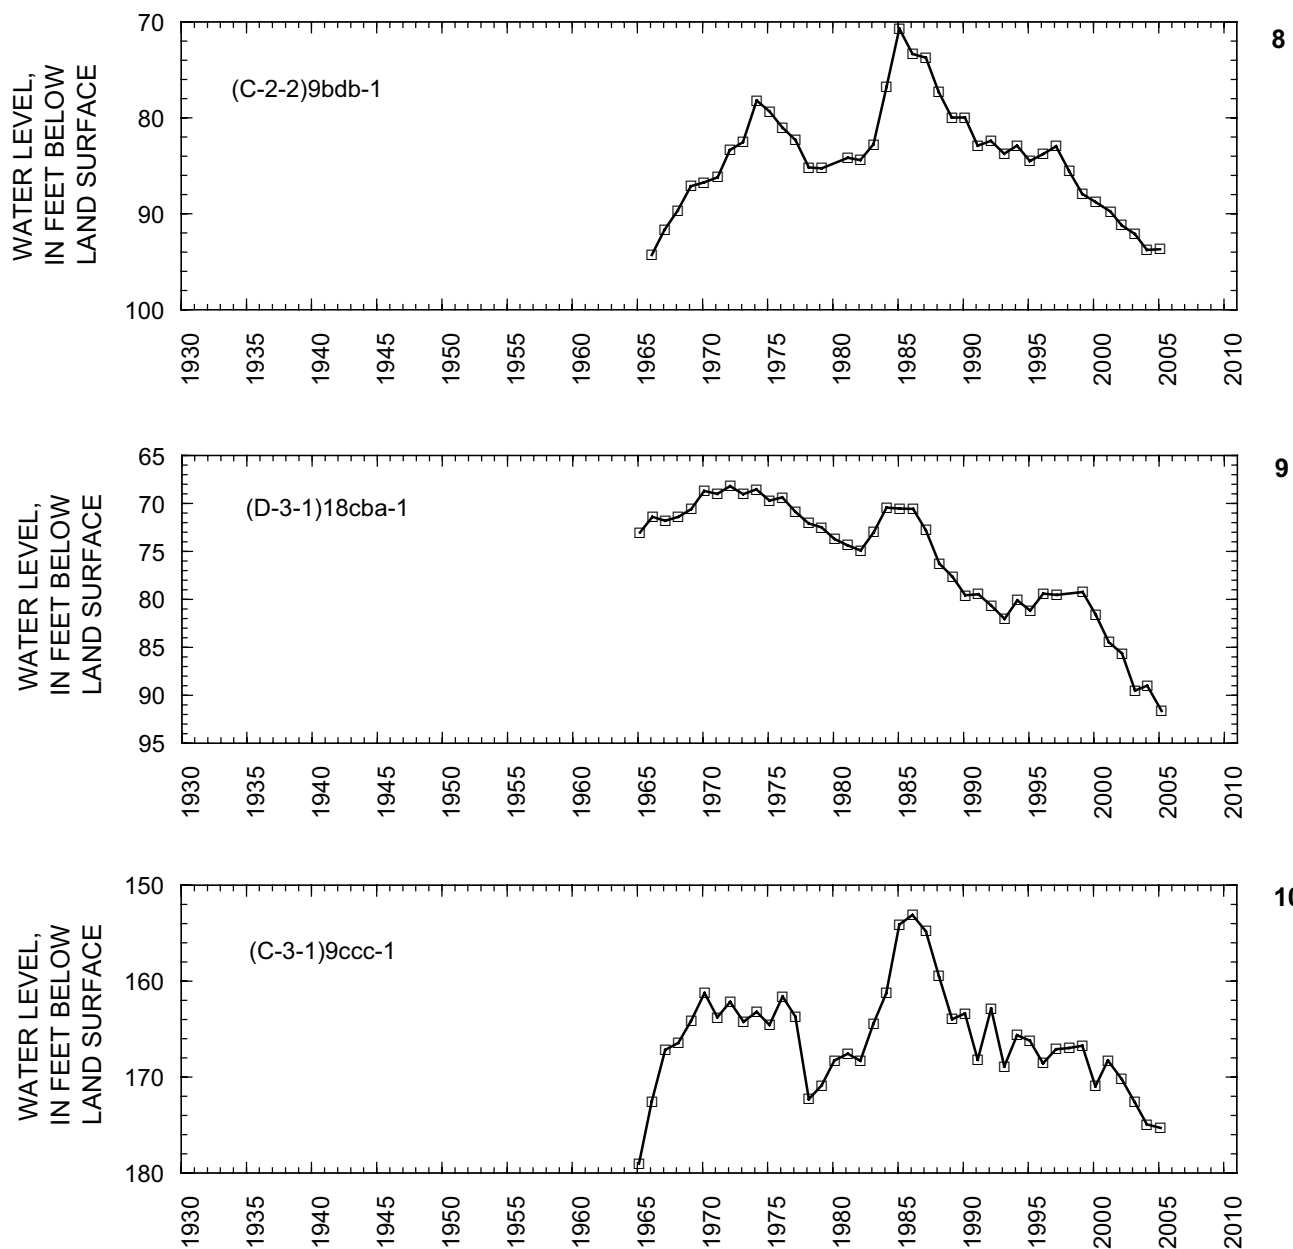 8
WATER LEVEL,
IN FEET BELOW
LAND SURFACE
70
80
90
100
(C-2-2)9bdb-1
1930 1935 1940 1945 1950 1955 1960 1965 1970 1975 1980 1985 1990 1995 2000 2005 2010
9
WATER LEVEL,
IN FEET BELOW
LAND SURFACE
65
70
75
80
85
90
95
(D-3-1)18cba-1
1930 1935 1940 1945 1950 1955 1960 1965 1970 1975 1980 1985 1990 1995 2000 2005 2010
10
WATER LEVEL,
IN FEET BELOW
LAND SURFACE
150
160
170
180
(C-3-1)9ccc-1
1930 1935 1940 1945 1950 1955 1960 1965 1970 1975 1980 1985 1990 1995 2000 2005 2010